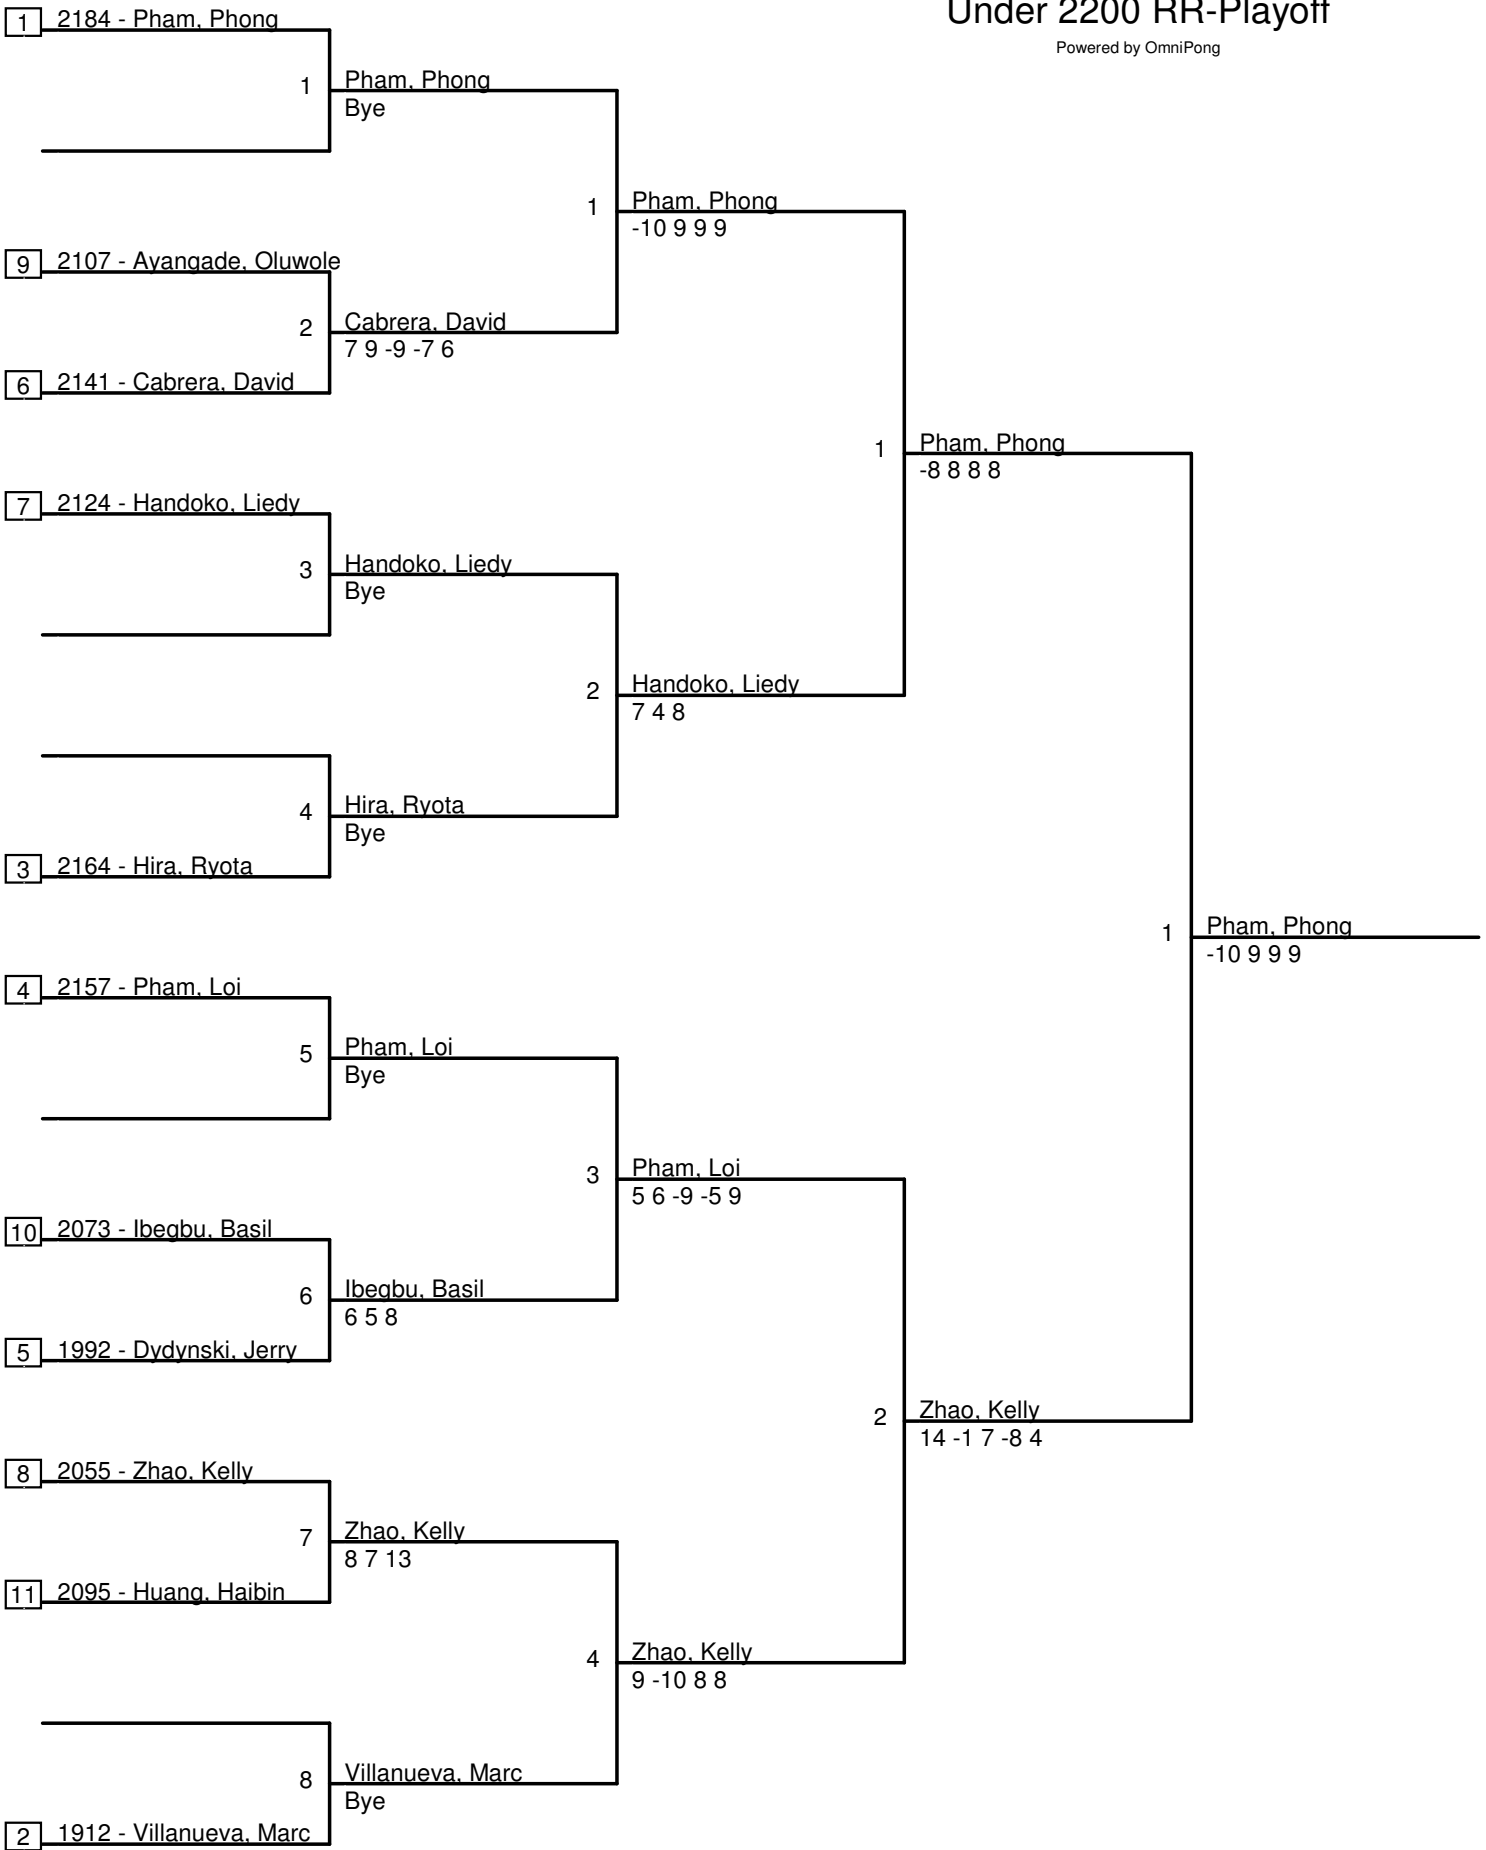 Under 2200 RR-Playoff
Powered by OmniPong
1 2184 - Pham, Phong
1 Pham, Phong
Bye
1 Pham, Phong
-10 9 9 9
9 2107 - Ayangade, Oluwole
2 Cabrera, David
7 9 -9 -7 6
6 2141 - Cabrera, David
1 Pham, Phong
-8 8 8 8
7 2124 - Handoko, Liedy
3 Handoko, Liedy
Bye
2 Handoko, Liedy
7 4 8
4 Hira, Ryota
Bye
3 2164 - Hira, Ryota
1 Pham, Phong
-10 9 9 9
4 2157 - Pham, Loi
5 Pham, Loi
Bye
3 Pham, Loi
5 6 -9 -5 9
10 2073 - Ibegbu, Basil
6 Ibegbu, Basil
6 5 8
5 1992 - Dydynski, Jerry
2 Zhao, Kelly
14 -1 7 -8 4
8 2055 - Zhao, Kelly
7 Zhao, Kelly
8 7 13
11 2095 - Huang, Haibin
4 Zhao, Kelly
9 -10 8 8
8 Villanueva, Marc
Bye
2 1912 - Villanueva, Marc